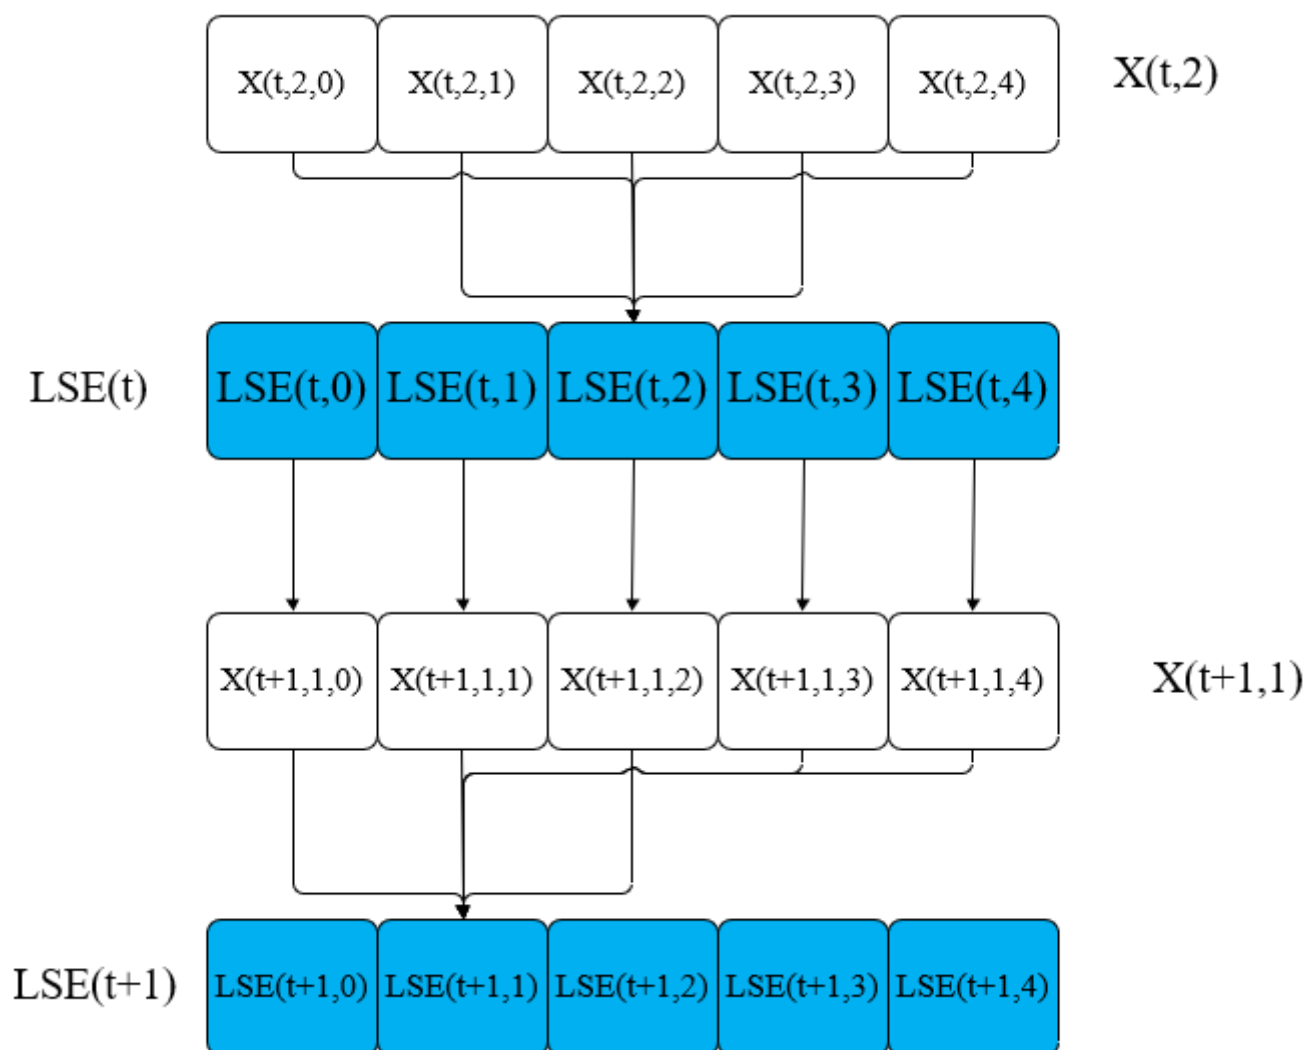 X(t,2,0) X(t,2,1) X(t,2,2) X(t,2,3) X(t,2,4) X(t,2)
LSE(t) LSE(t,0) LSE(t,1) LSE(t,2) LSE(t,3) LSE(t,4)
X(t+1,1,0) X(t+1,1,1) X(t+1,1,2) X(t+1,1,3) X(t+1,1,4) X(t+1,1)
LSE(t+1) LSE(t+1,0) LSE(t+1,1) LSE(t+1,2) LSE(t+1,3) LSE(t+1,4)